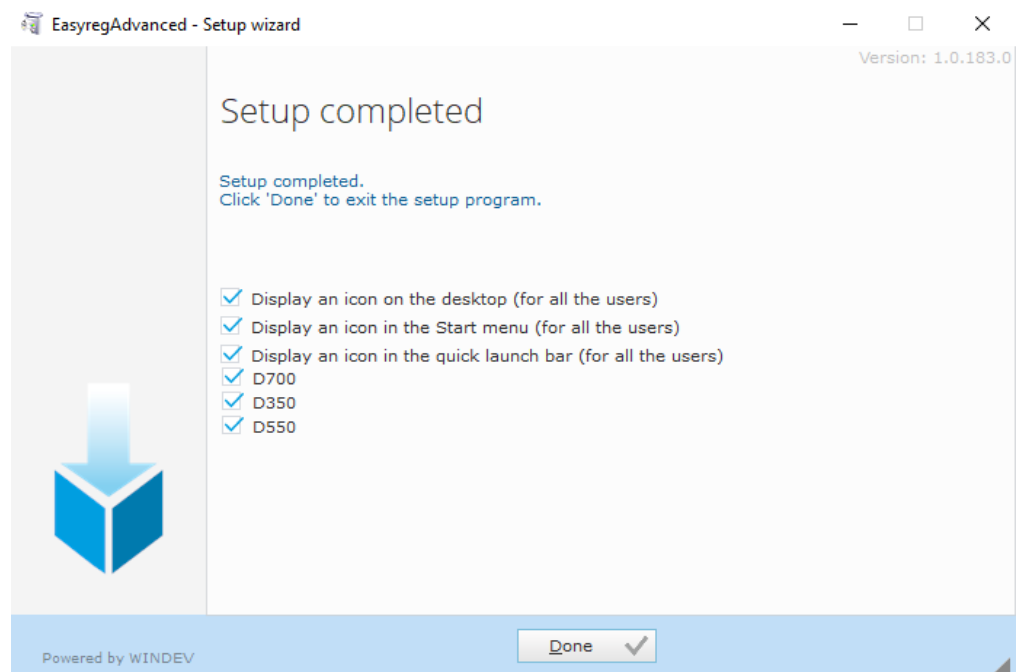 EasyregAdvanced - Setup wizard
Version: 1.0.183.0
Setup completed
Setup completed.
Click 'Done' to exit the setup program.
Display an icon on the desktop (for all the users)
Display an icon in the Start menu (for all the users)
Display an icon in the quick launch bar (for all the users)
D700
D350
D550
Done
Powered by WINDEV